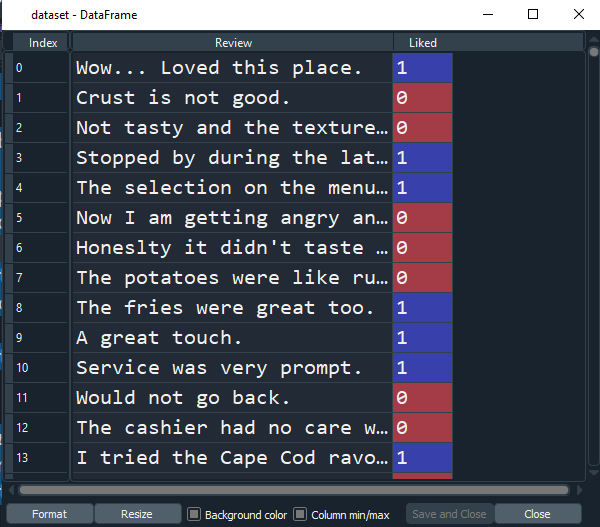 dataset - DataFrame
Index Review Liked
0 Wow... Loved this place. 1
1 Crust is not good. 0
2 Not tasty and the texture… 0
3 Stopped by during the lat… 1
4 The selection on the menu… 1
5 Now I am getting angry an… 0
6 Honeslty it didn't taste … 0
7 The potatoes were like ru… 0
8 The fries were great too. 1
9 A great touch. 1
10 Service was very prompt. 1
11 Would not go back. 0
12 The cashier had no care w… 0
13 I tried the Cape Cod ravo… 1
Format Resize Background color Column min/max Save and Close Close